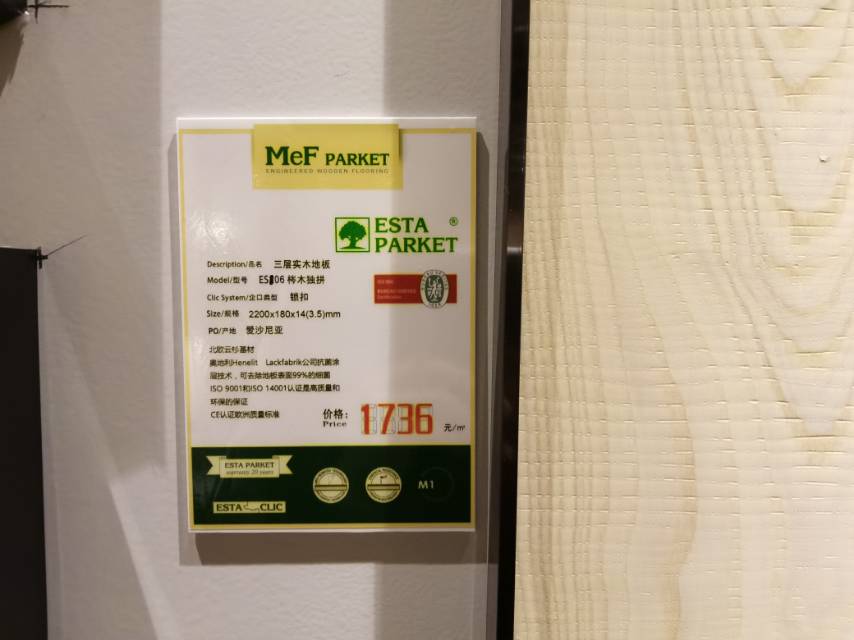 MeF PARKET
ENGINEERED WOODEN FLOORING
ESTA ®
PARKET
Description/品名 三层实木地板
Model/型号 ES106 桦木独拼
Clic System/企口类型 锁扣
Size/规格 2200x180x14(3.5)mm
PO/产地 爱沙尼亚
北欧云杉基材
奥地利Henelit Lackfabrik公司抗菌涂
层技术，可去除地板表面99%的细菌
ISO 9001和ISO 14001认证是高质量和
环保的保证
CE认证欧洲质量标准
价格：
Price
1736 元/㎡
ESTA PARKET
warranty 20 years
M1
ESTA CLIC